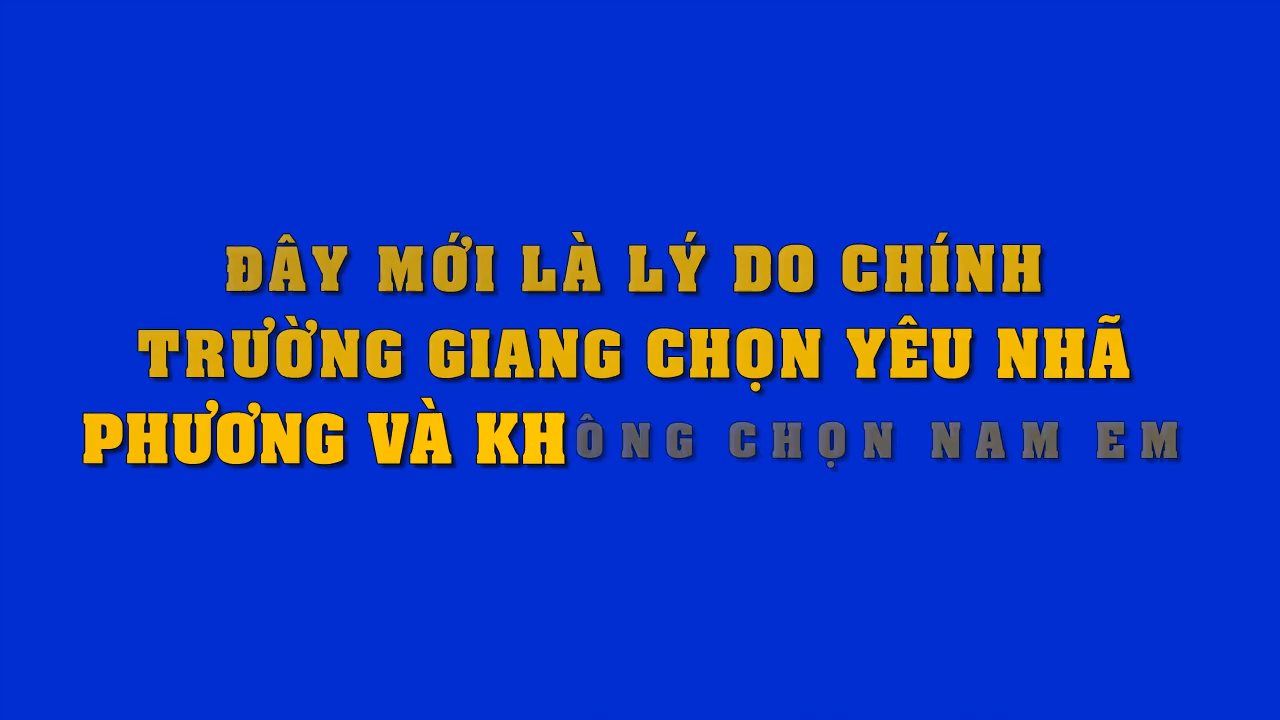 ĐÂY MỚI LÀ LÝ DO CHÍNH
TRƯỜNG GIANG CHỌN YÊU NHÃ
PHƯƠNG VÀ KHÔNG CHỌN NAM EM